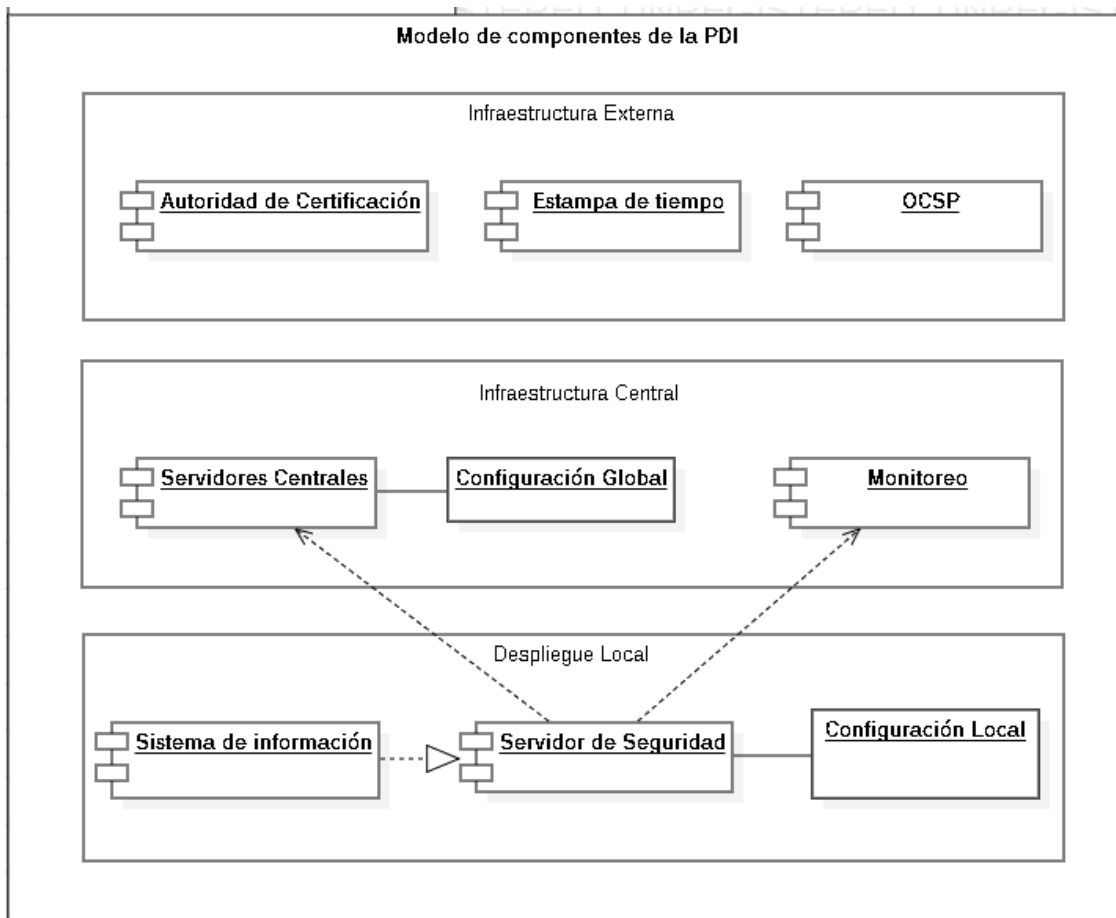 Modelo de componentes de la PDI
Infraestructura Externa
Autoridad de Certificación
Estampa de tiempo
OCSP
Infraestructura Central
Servidores Centrales
Configuración Global
Monitoreo
Despliegue Local
Sistema de información
Servidor de Seguridad
Configuración Local